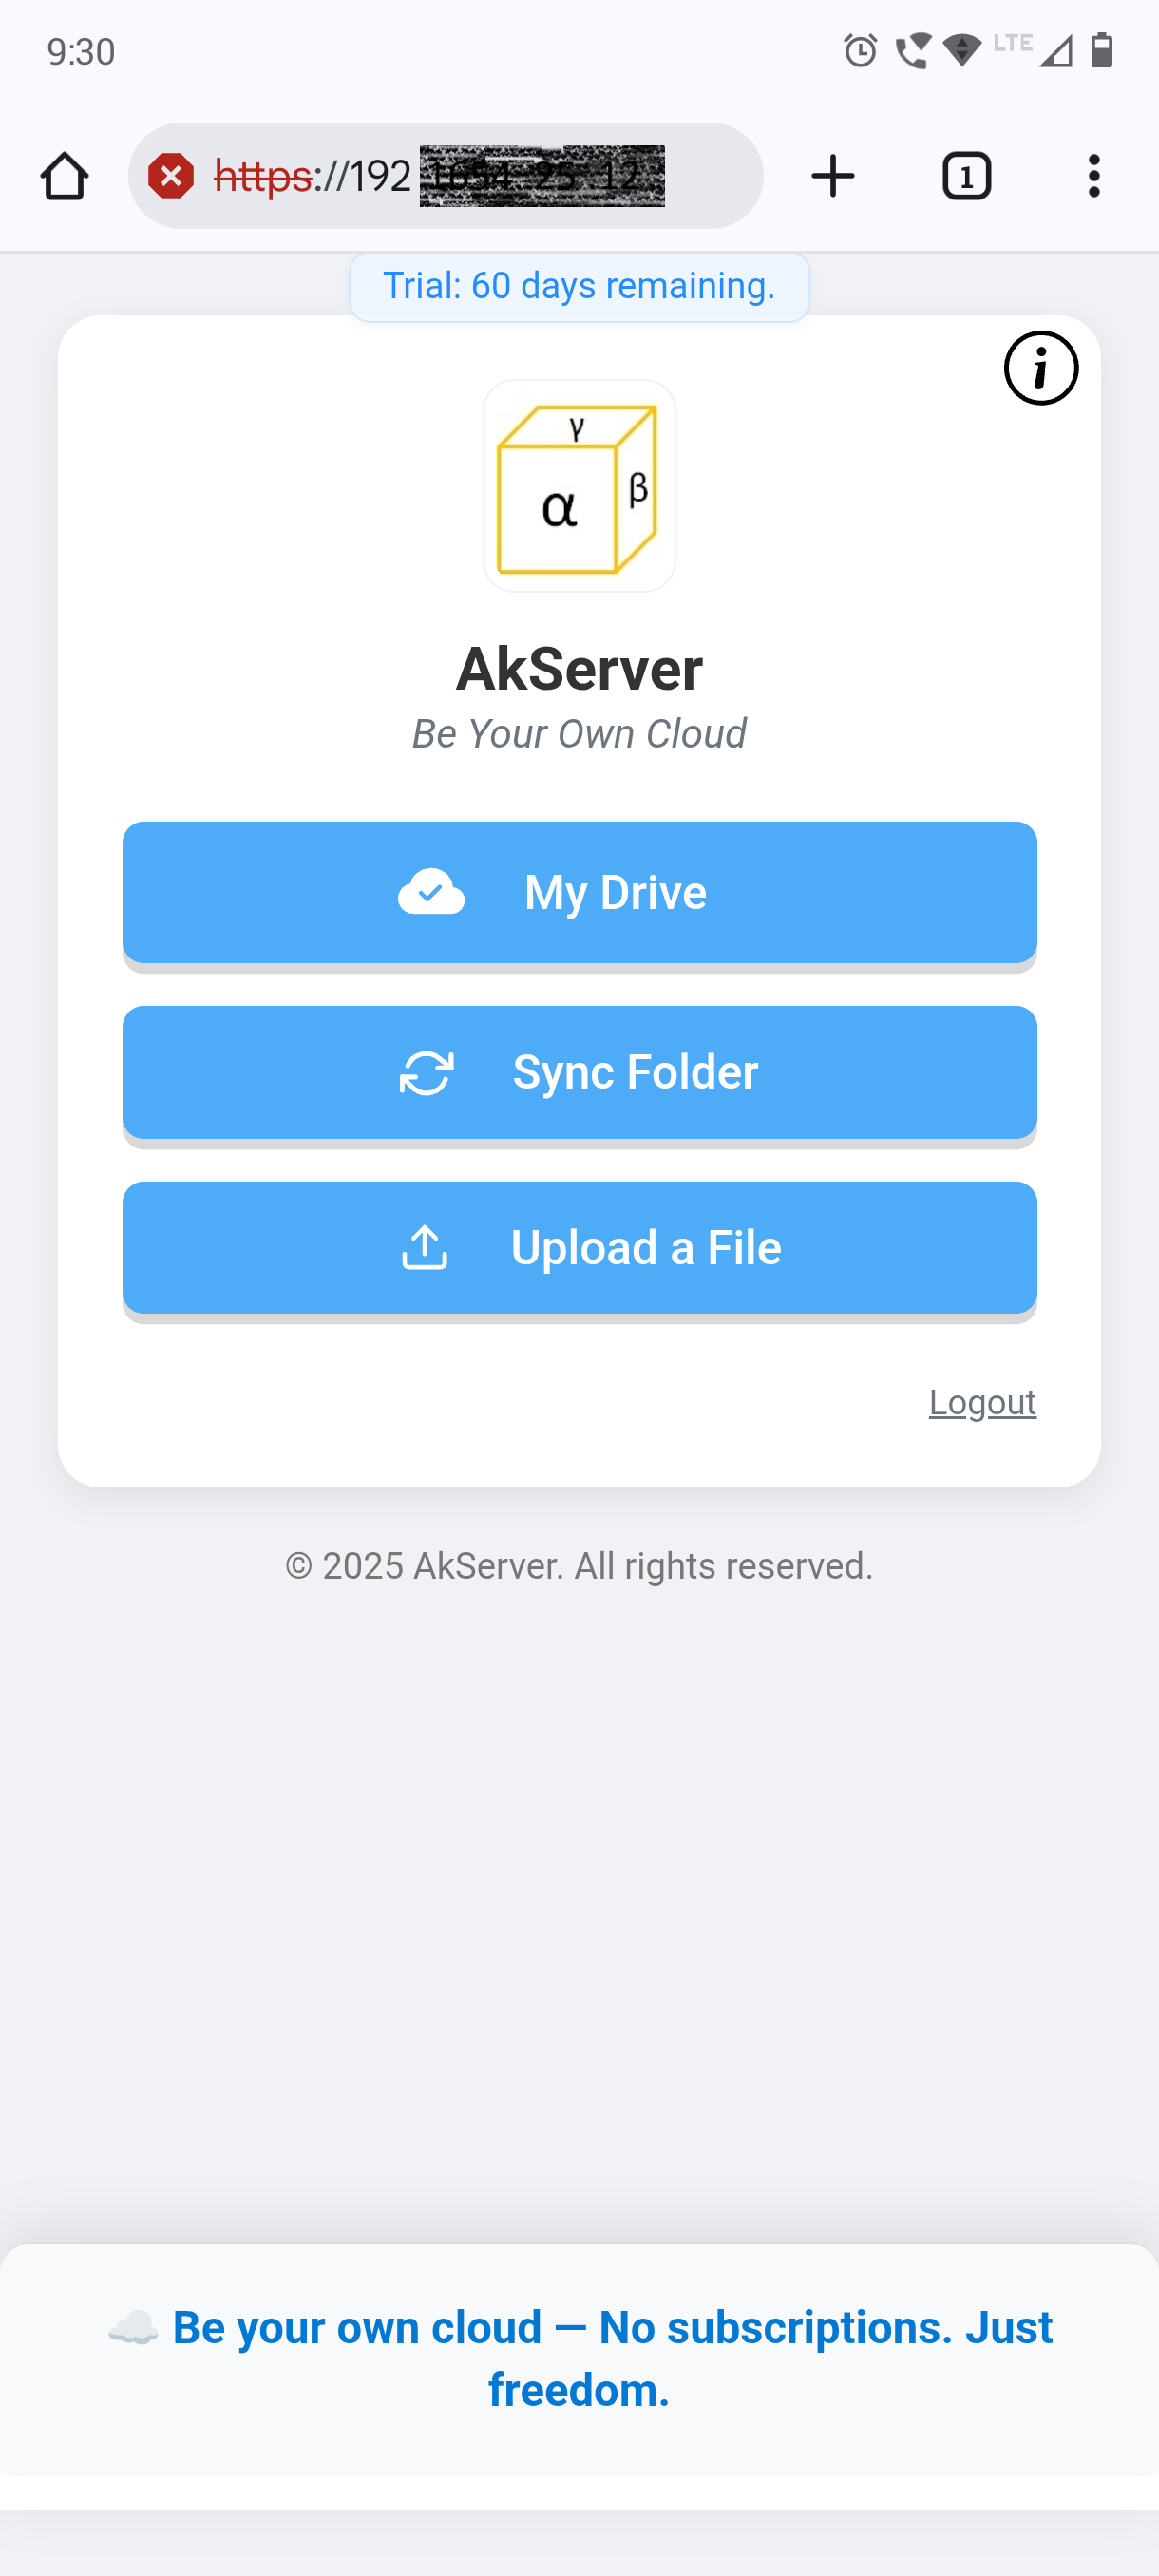 9:30
LTE
https://192
1
Trial: 60 days remaining.
i
γ
α
β
AkServer
Be Your Own Cloud
My Drive
Sync Folder
Upload a File
Logout
© 2025 AkServer. All rights reserved.
☁️ Be your own cloud — No subscriptions. Just
freedom.